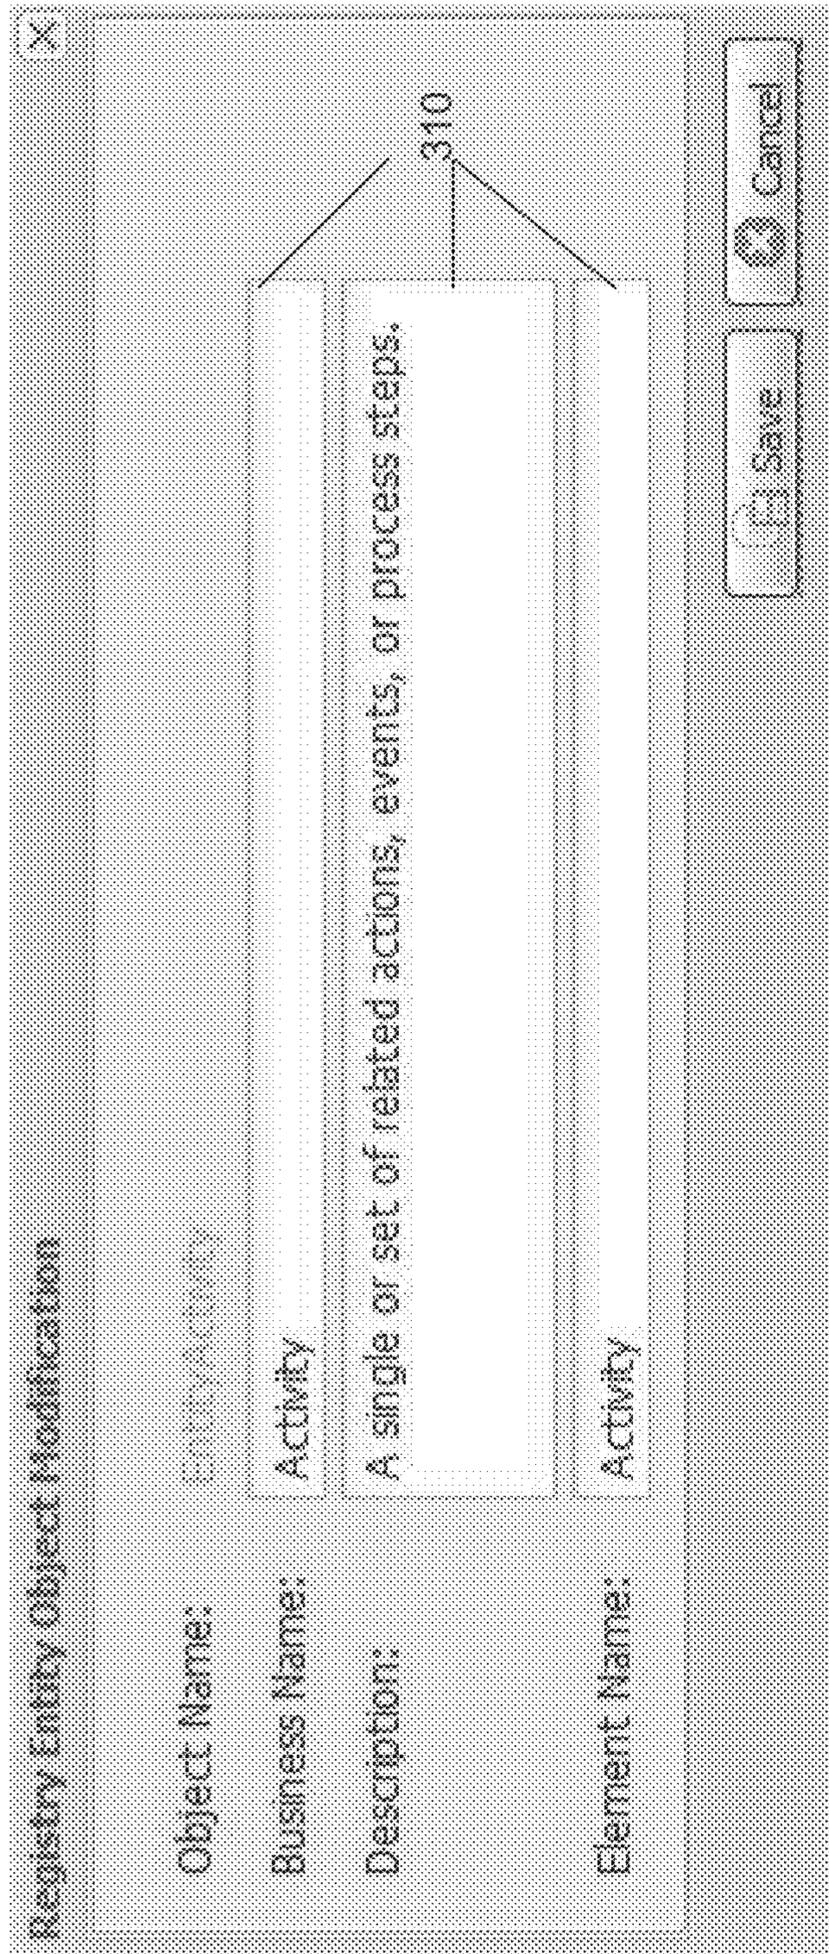 Registry Entity Object Modification
Object Name: EntityActivity
Business Name: Activity
Description: A single or set of related actions, events, or process steps.
310
Element Name: Activity
Save Cancel